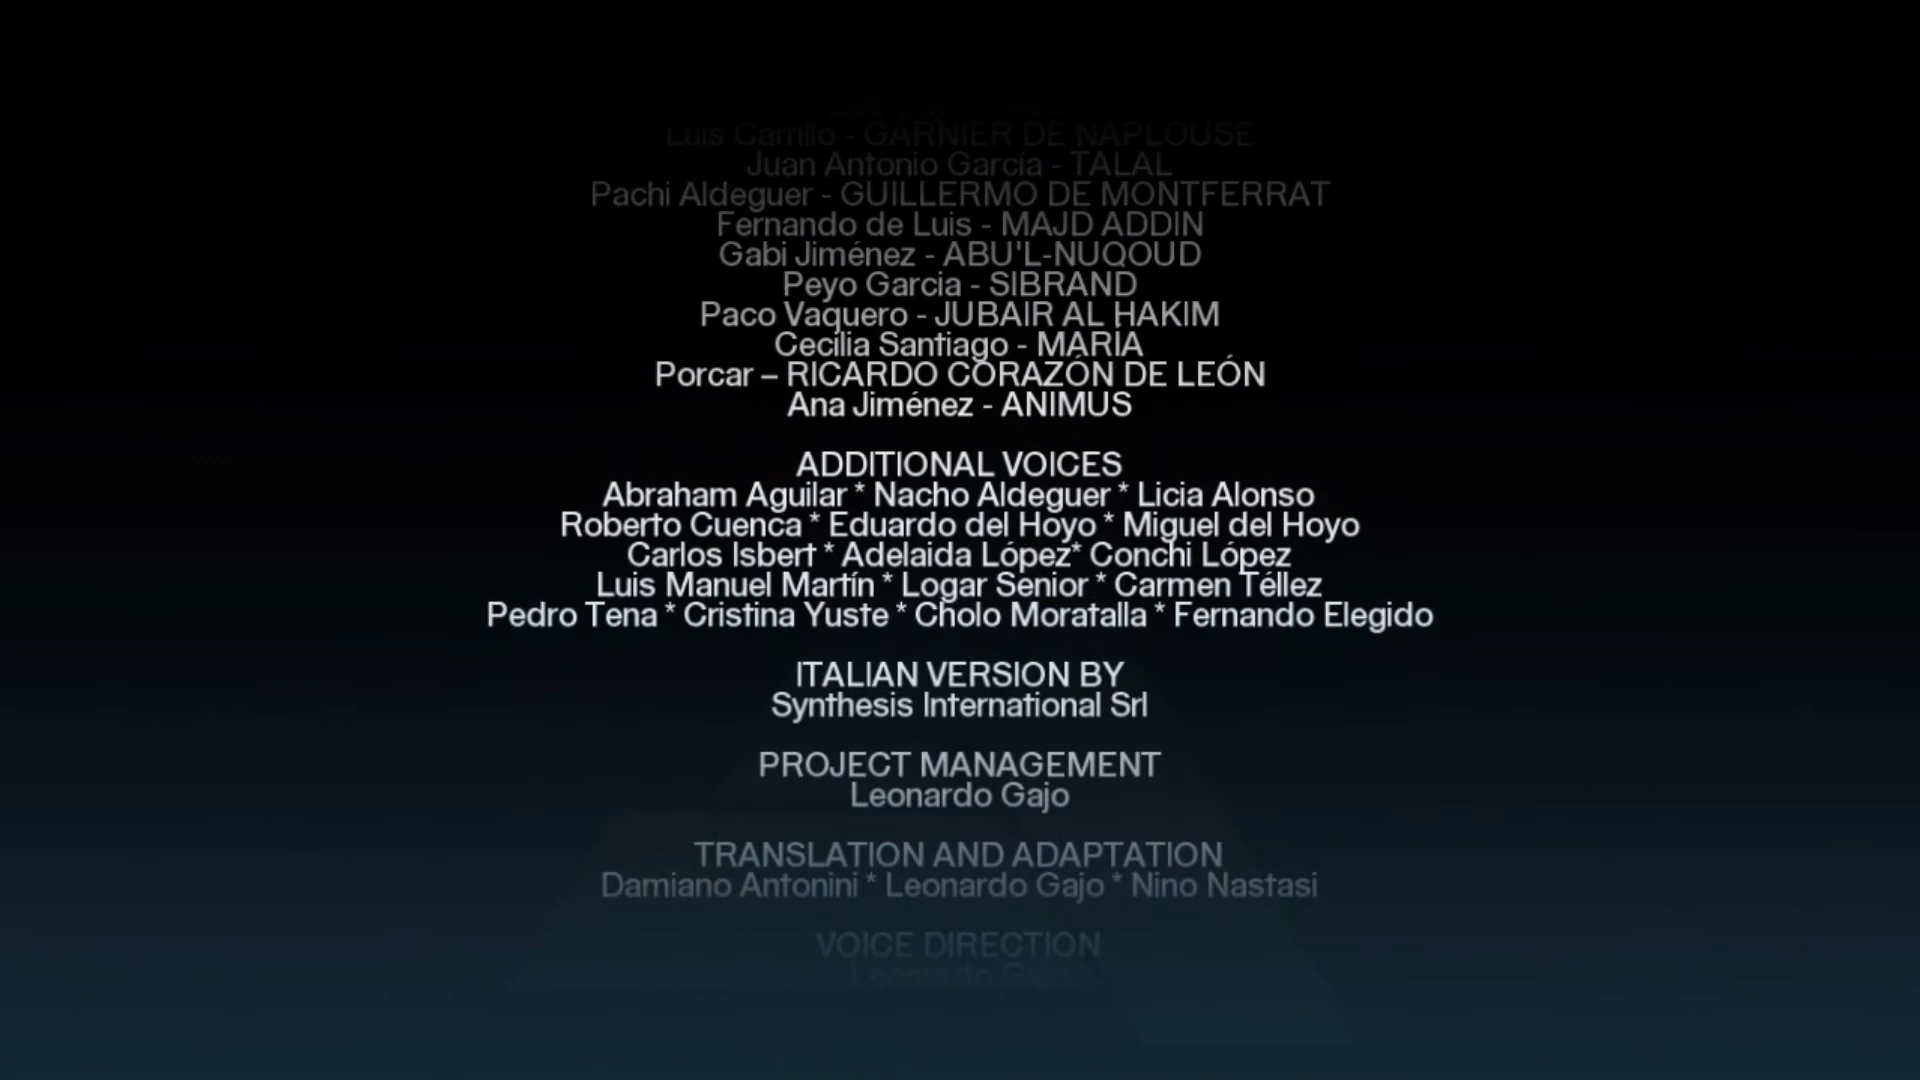 Luis Carrillo - GARNIER DE NAPLOUSE
Juan Antonio García - TALAL
Pachi Aldeguer - GUILLERMO DE MONTFERRAT
Fernando de Luis - MAJD ADDIN
Gabi Jiménez - ABU'L-NUQOUD
Peyo Garcia - SIBRAND
Paco Vaquero - JUBAIR AL HAKIM
Cecilia Santiago - MARÍA
Porcar – RICARDO CORAZÓN DE LEÓN
Ana Jiménez - ANIMUS
ADDITIONAL VOICES
Abraham Aguilar * Nacho Aldeguer * Licia Alonso
Roberto Cuenca * Eduardo del Hoyo * Miguel del Hoyo
Carlos Isbert * Adelaida López* Conchi López
Luis Manuel Martín * Logar Senior * Carmen Téllez
Pedro Tena * Cristina Yuste * Cholo Moratalla * Fernando Elegido
ITALIAN VERSION BY
Synthesis International Srl
PROJECT MANAGEMENT
Leonardo Gajo
TRANSLATION AND ADAPTATION
Damiano Antonini * Leonardo Gajo * Nino Nastasi
VOICE DIRECTION
Leonardo Gajo